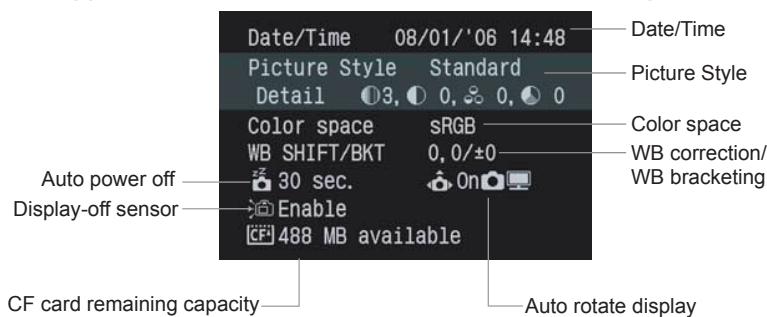 Date/Time 08/01/'06 14:48
Date/Time
Picture Style Standard
Picture Style
Detail 3, 0, 0, 0
Color space sRGB
Color space
WB SHIFT/BKT 0,0/±0
WB correction/
WB bracketing
Auto power off
zz 30 sec.
On
Display-off sensor
Enable
CF 488 MB available
CF card remaining capacity
Auto rotate display